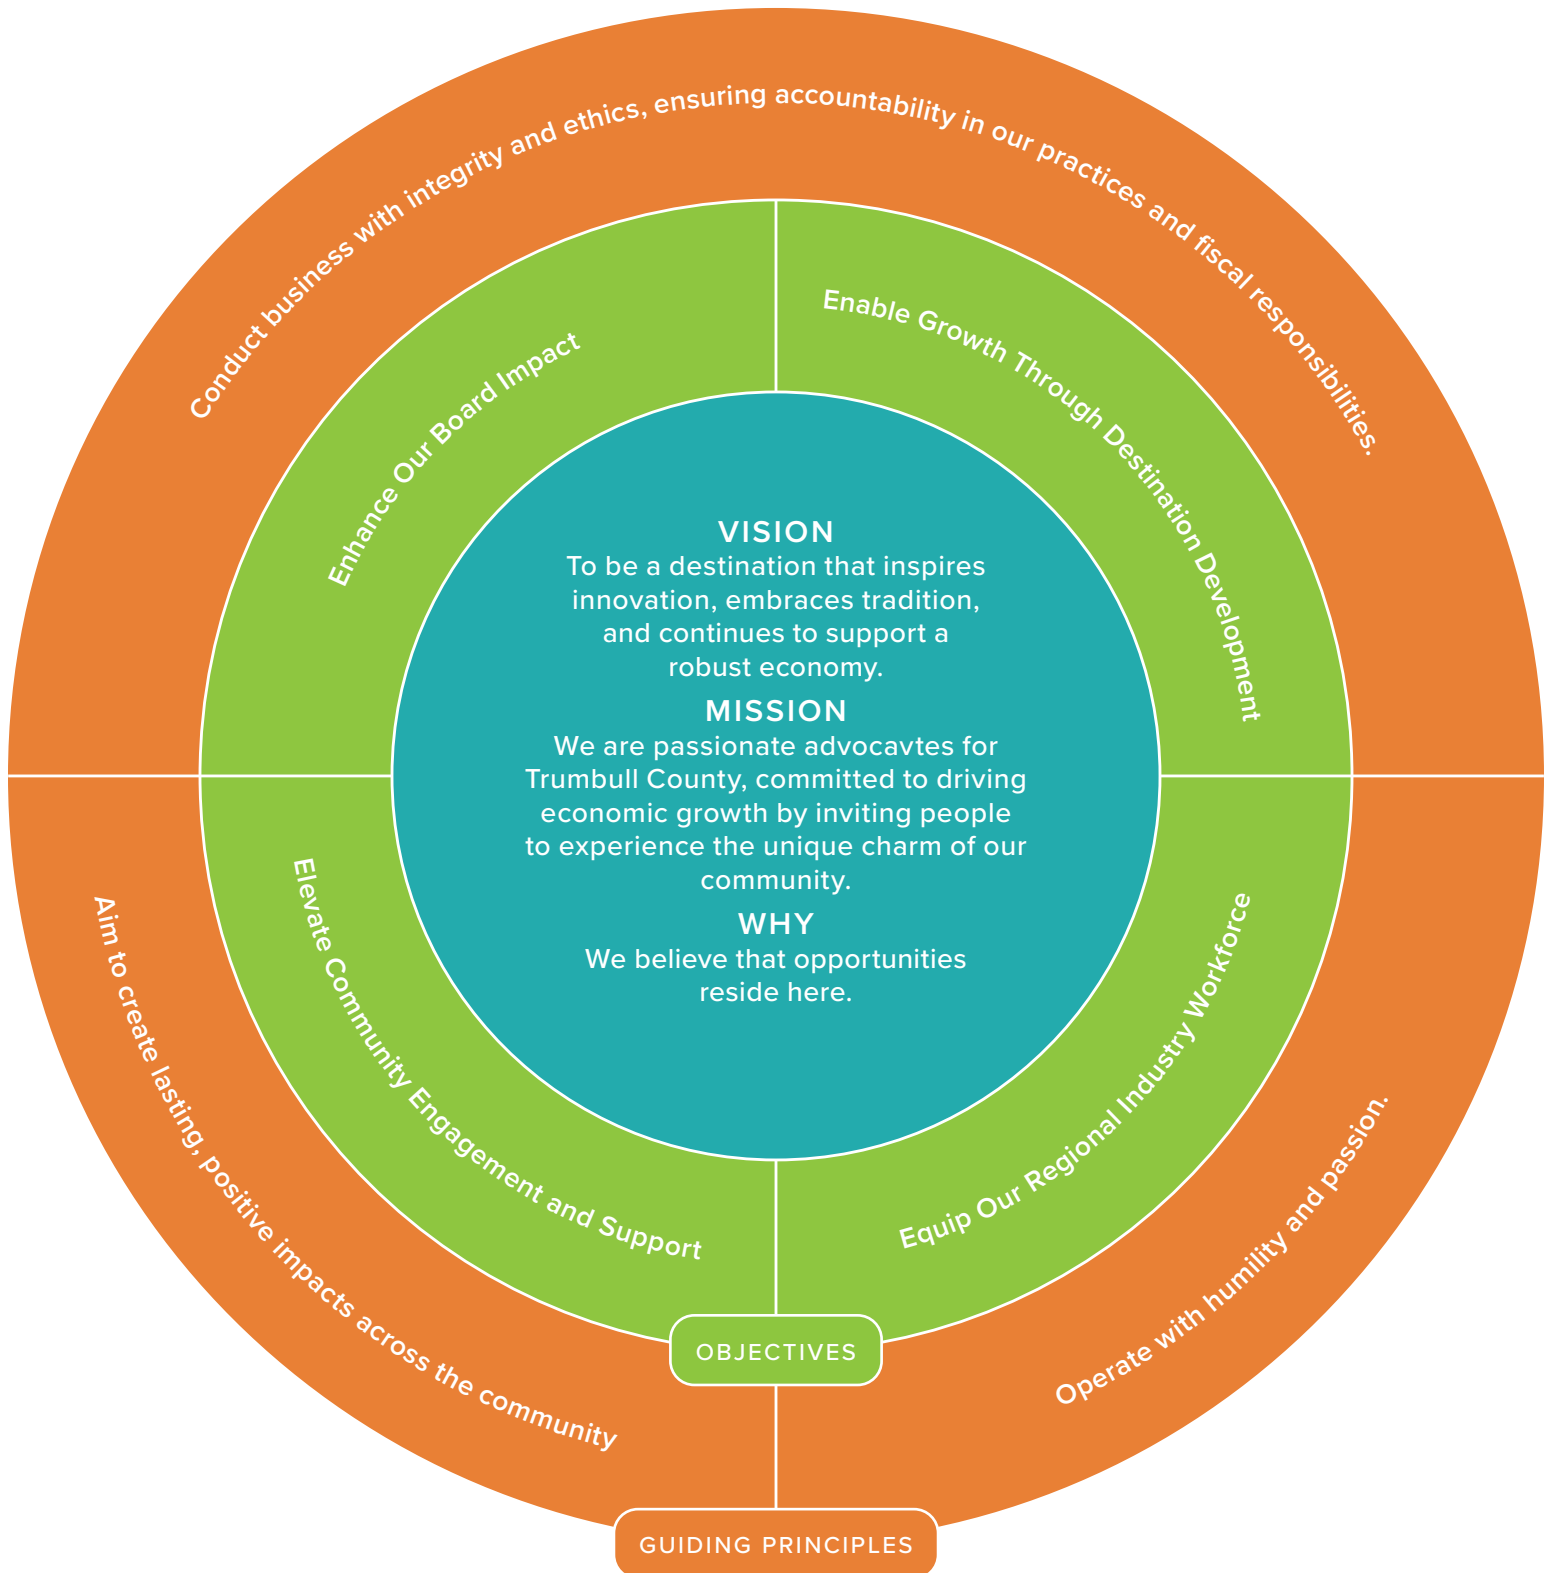 Conduct business with integrity and ethics, ensuring accountability in our practices and fiscal responsibilities.
Enhance Our Board Impact
Enable Growth Through Destination Development
VISION
To be a destination that inspires
innovation, embraces tradition,
and continues to support a
robust economy.
MISSION
We are passionate advocavtes for
Trumbull County, committed to driving
economic growth by inviting people
to experience the unique charm of our
community.
WHY
We believe that opportunities
reside here.
Elevate Community Engagement and Support
Equip Our Regional Industry Workforce
OBJECTIVES
Aim to create lasting, positive impacts across the community
Operate with humility and passion.
GUIDING PRINCIPLES